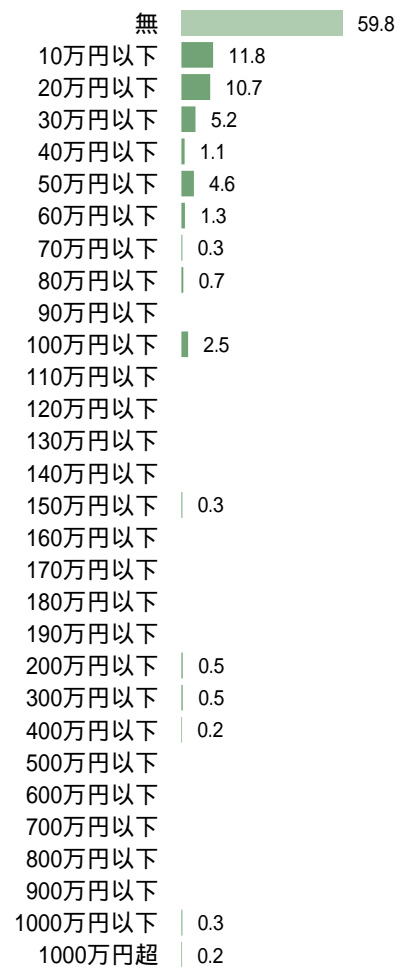 無 59.8
10万円以下 11.8
20万円以下 10.7
30万円以下 5.2
40万円以下 1.1
50万円以下 4.6
60万円以下 1.3
70万円以下 0.3
80万円以下 0.7
90万円以下
100万円以下 2.5
110万円以下
120万円以下
130万円以下
140万円以下
150万円以下 0.3
160万円以下
170万円以下
180万円以下
190万円以下
200万円以下 0.5
300万円以下 0.5
400万円以下 0.2
500万円以下
600万円以下
700万円以下
800万円以下
900万円以下
1000万円以下 0.3
1000万円超 0.2